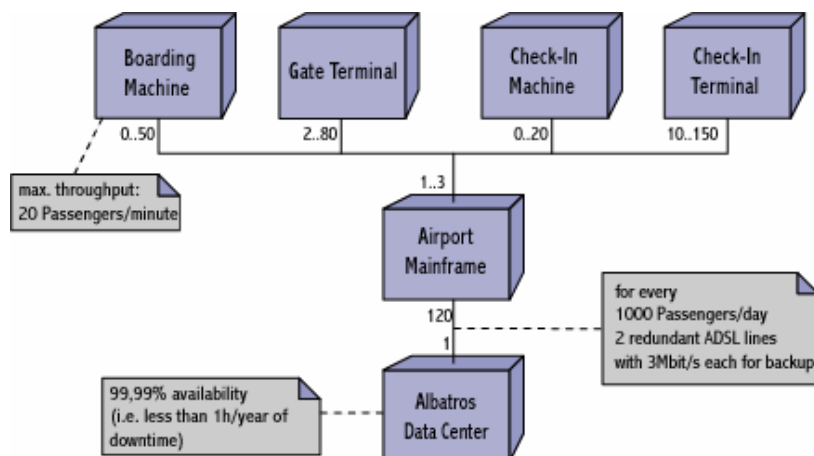 Boarding
Machine
Gate Terminal
Check-In
Machine
Check-In
Terminal
0..50
2..80
0..20
10..150
max. throughput:
20 Passengers/minute
1..3
Airport
Mainframe
for every
1000 Passengers/day
2 redundant ADSL lines
with 3Mbit/s each for backup
120
1
99,99% availability
(i.e. less than 1h/year of
downtime)
Albatros
Data Center